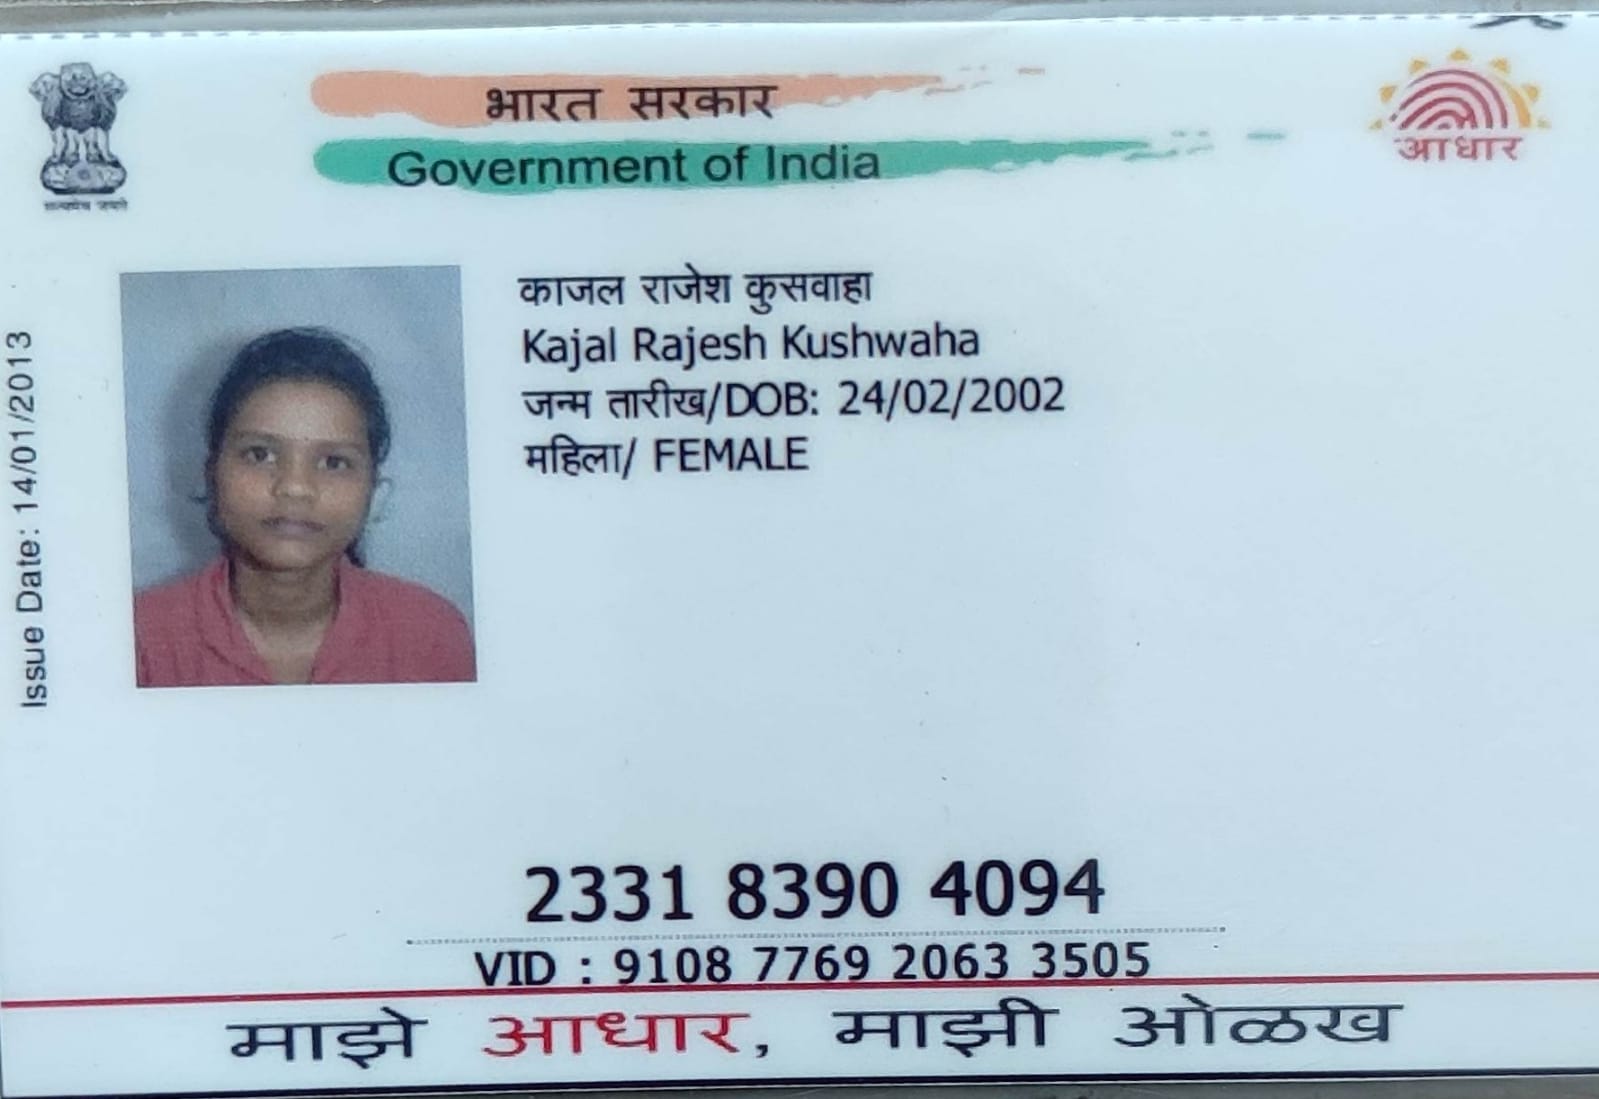 भारत सरकार
Government of India
आधार
सत्यमेव जयते
Issue Date: 14/01/2013
काजल राजेश कुसवाहा
Kajal Rajesh Kushwaha
जन्म तारीख/DOB: 24/02/2002
महिला/ FEMALE
2331 8390 4094
VID : 9108 7769 2063 3505
माझे आधार, माझी ओळख